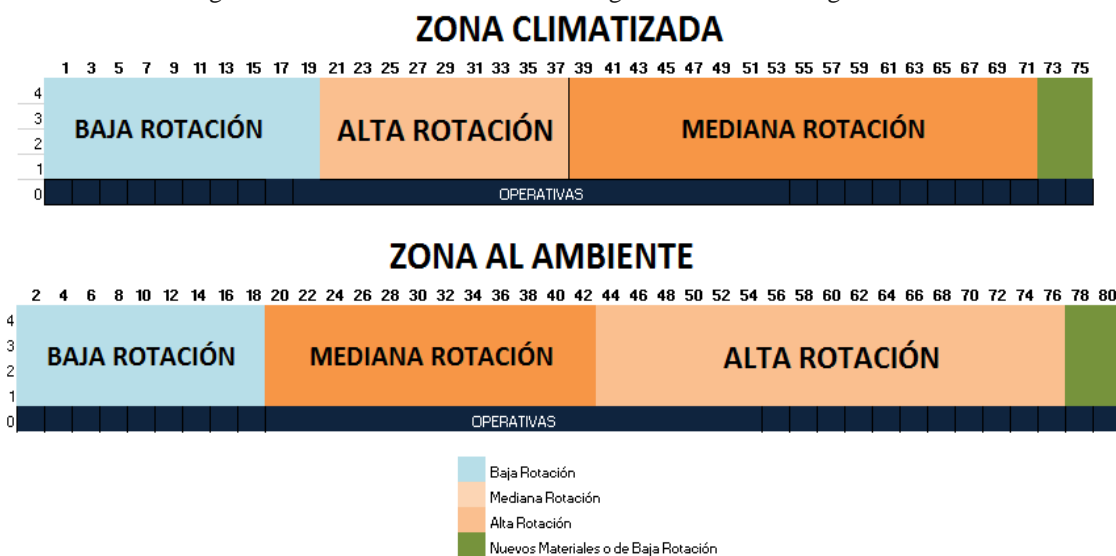 ZONA CLIMATIZADA
1 3 5 7 9 11 13 15 17 19 21 23 25 27 29 31 33 35 37 39 41 43 45 47 49 51 53 55 57 59 61 63 65 67 69 71 73 75
4
3
BAJA ROTACIÓN ALTA ROTACIÓN MEDIANA ROTACIÓN
2
1
0 OPERATIVAS
ZONA AL AMBIENTE
2 4 6 8 10 12 14 16 18 20 22 24 26 28 30 32 34 36 38 40 42 44 46 48 50 52 54 56 58 60 62 64 66 68 70 72 74 76 78 80
4
3
BAJA ROTACIÓN MEDIANA ROTACIÓN ALTA ROTACIÓN
2
1
0 OPERATIVAS
Baja Rotación
Mediana Rotación
Alta Rotación
Nuevos Materiales o de Baja Rotación